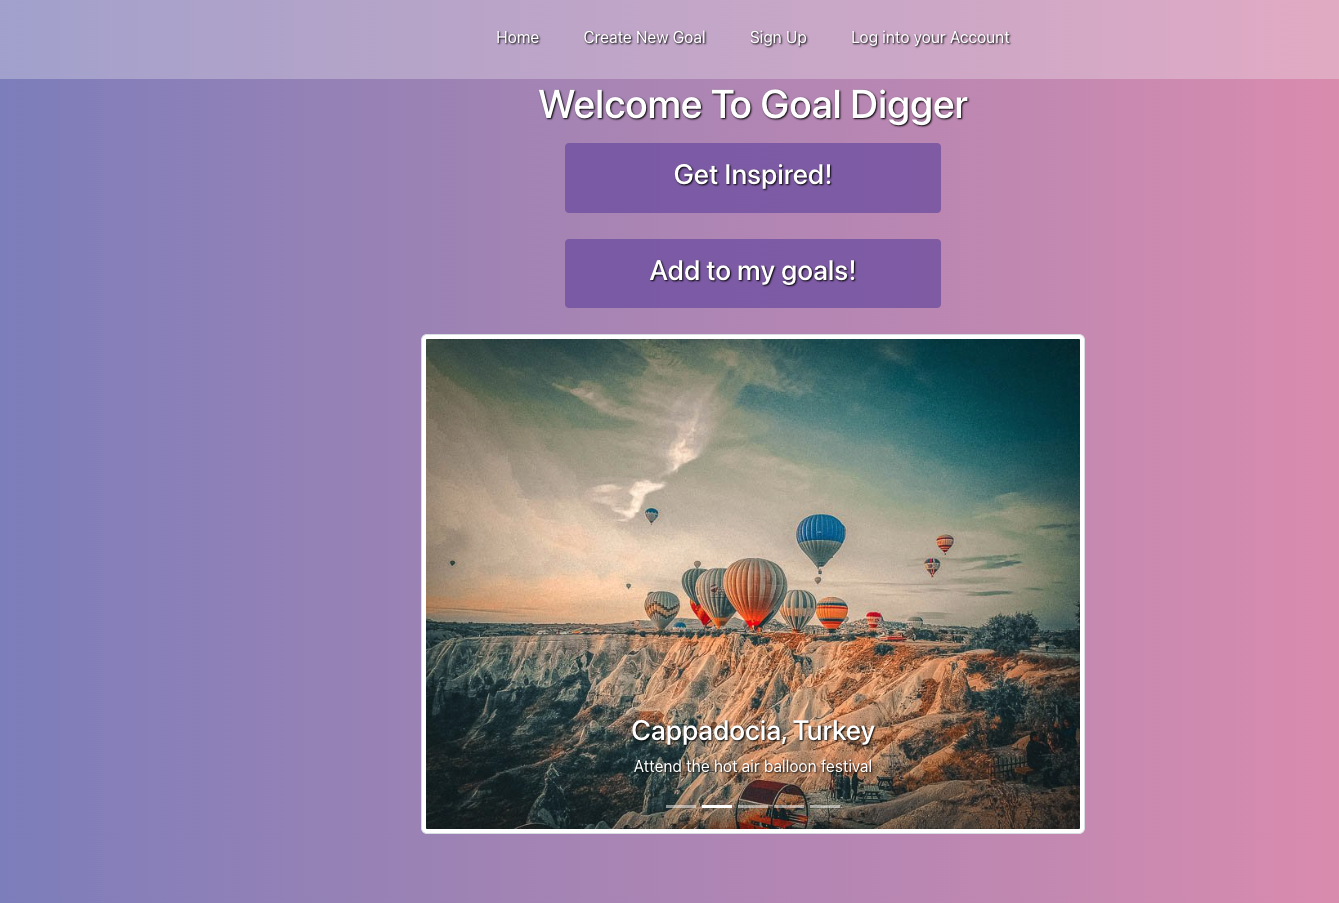 Home Create New Goal Sign Up Log into your Account
Welcome To Goal Digger
Get Inspired!
Add to my goals!
Cappadocia, Turkey
Attend the hot air balloon festival